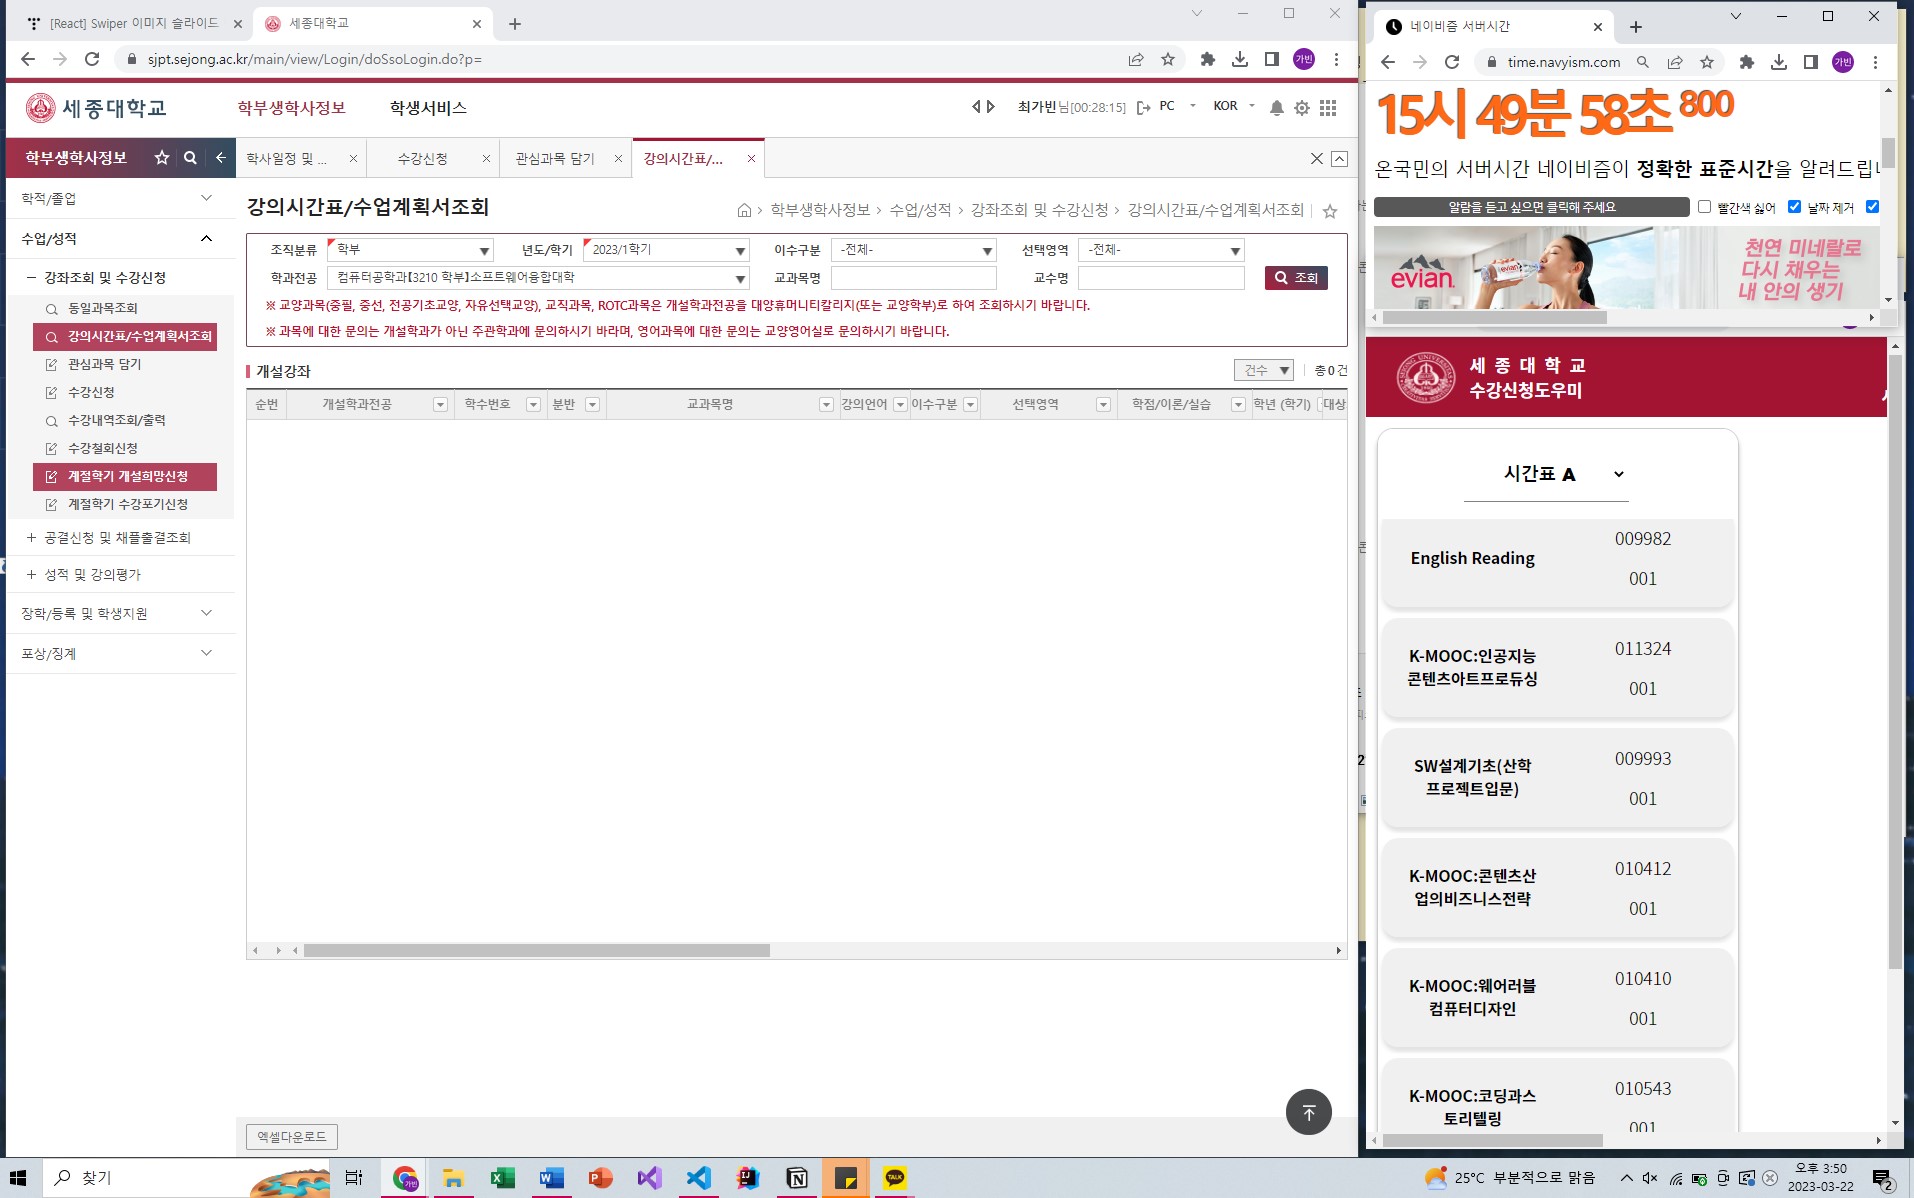 [React] Swiper 이미지 슬라이드
세종대학교
sjpt.sejong.ac.kr/main/view/Login/doSsoLogin.do?p=
가빈
세종대학교
학부생학사정보
학생서비스
최가빈님[00:28:15]
PC
KOR
학부생학사정보
학사일정 및 ...
수강신청
관심과목 담기
강의시간표/...
학적/졸업
수업/성적
강좌조회 및 수강신청
동일과목조회
강의시간표/수업계획서조회
관심과목 담기
수강신청
수강내역조회/출력
수강철회신청
계절학기 개설희망신청
계절학기 수강포기신청
공결신청 및 채플출결조회
성적 및 강의평가
장학/등록 및 학생지원
포상/징계
강의시간표/수업계획서조회
학부생학사정보 > 수업/성적 > 강좌조회 및 수강신청 > 강의시간표/수업계획서조회
조직분류 학부 년도/학기 2023/1학기 이수구분 -전체- 선택영역 -전체-
학과전공 컴퓨터공학과[3210 학부]소프트웨어융합대학 교과목명 교수명 조회
※ 교양과목(중필, 중선, 전공기초교양, 자유선택교양), 교직과목, ROTC과목은 개설학과전공을 대양휴머니티칼리지(또는 교양학부)로 하여 조회하시기 바랍니다.
※ 과목에 대한 문의는 개설학과가 아닌 주관학과에 문의하시기 바라며, 영어과목에 대한 문의는 교양영어실로 문의하시기 바랍니다.
개설강좌
건수 총 0 건
순번 개설학과전공 학수번호 분반 교과목명 강의언어 이수구분 선택영역 학점/이론/실습 학년 (학기) 대상
엑셀다운로드
네이비즘 서버시간
time.navyism.com
가빈
15시 49분 58초 800
온국민의 서버시간 네이비즘이 정확한 표준시간을 알려드립니
알람을 듣고 싶으면 클릭해 주세요
빨간색 싫어 날짜 제거
evian.
천연 미네랄로
다시 채우는
내 안의 생기
세종대학교
수강신청도우미
시간표 A
English Reading
009982
001
K-MOOC:인공지능
콘텐츠아트프로듀싱
011324
001
SW설계기초(산학
프로젝트입문)
009993
001
K-MOOC:콘텐츠산
업의비즈니스전략
010412
001
K-MOOC:웨어러블
컴퓨터디자인
010410
001
K-MOOC:코딩과스
토리텔링
010543
001
찾기
가빈
TALK
25°C 부분적으로 맑음
오후 3:50
2023-03-22
2